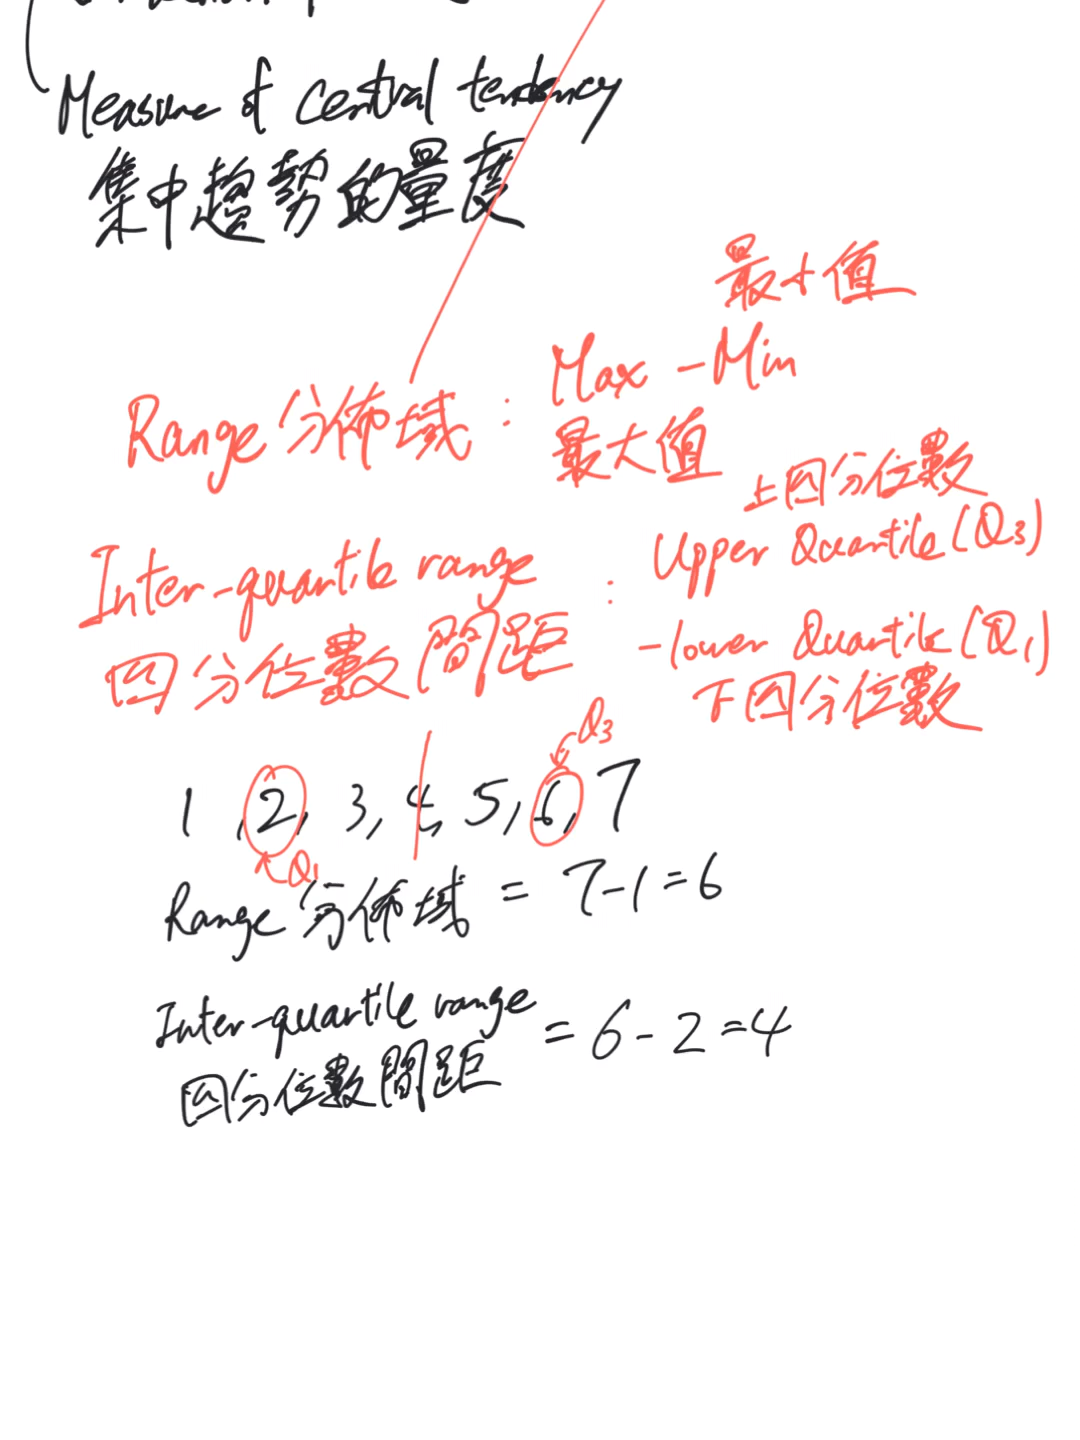 Measure of central tendency
集中趨勢的量度
最小值
Max - Min
Range 分佈域 :
最大值
上四分位數
Upper Quantile (Q3)
Inter-quantile range :
四分位數間距
- lower Quantile (Q1)
下四分位數
Q3
1, 2, 3, 4, 5, 6, 7
Q1
Range 分佈域 = 7-1=6
Inter-quartile range
= 6-2=4
四分位數間距